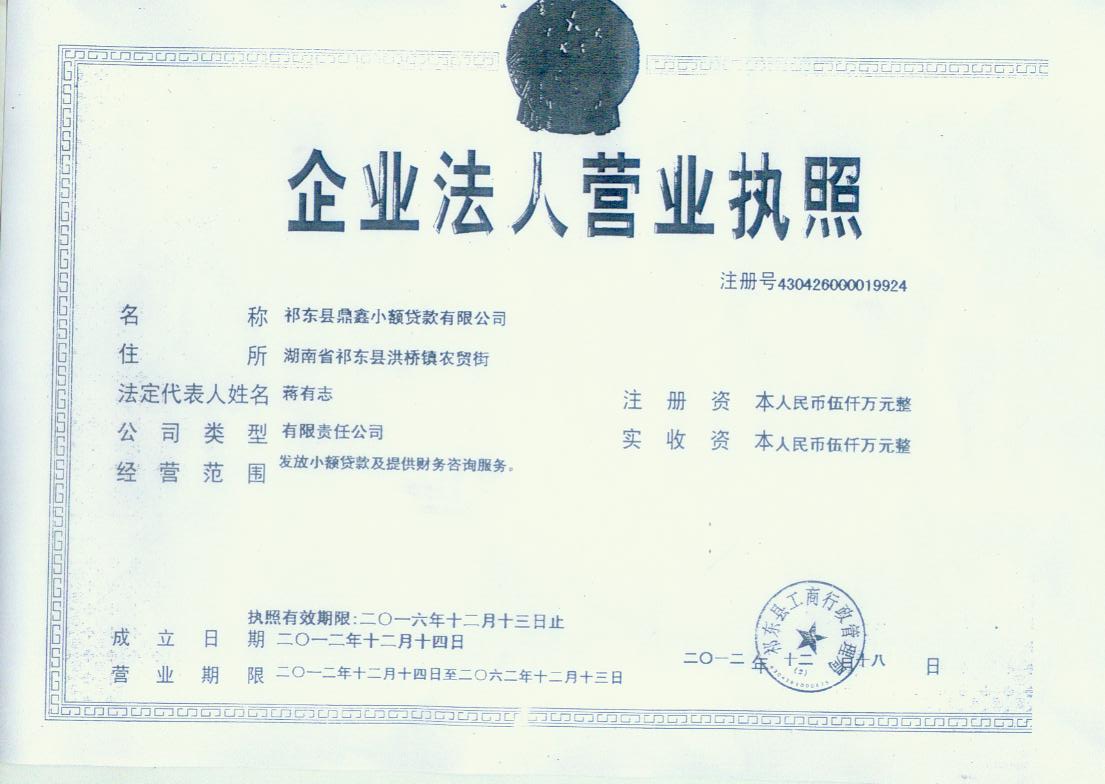 企业法人营业执照
注册号430426000019924
名称 祁东县鼎鑫小额贷款有限公司
住所 湖南省祁东县洪桥镇农贸街
法定代表人姓名 蒋有志
注册资本人民币伍仟万元整
公司类型 有限责任公司
实收资本人民币伍仟万元整
经营范围 发放小额贷款及提供财务咨询服务。
执照有效期限:二〇一六年十二月十三日止
成立日期 二〇一二年十二月十四日
营业期限 二〇一二年十二月十四日至二〇六二年十二月十三日
祁东县工商行政管理局
(2)
二〇一二年十二月十八日